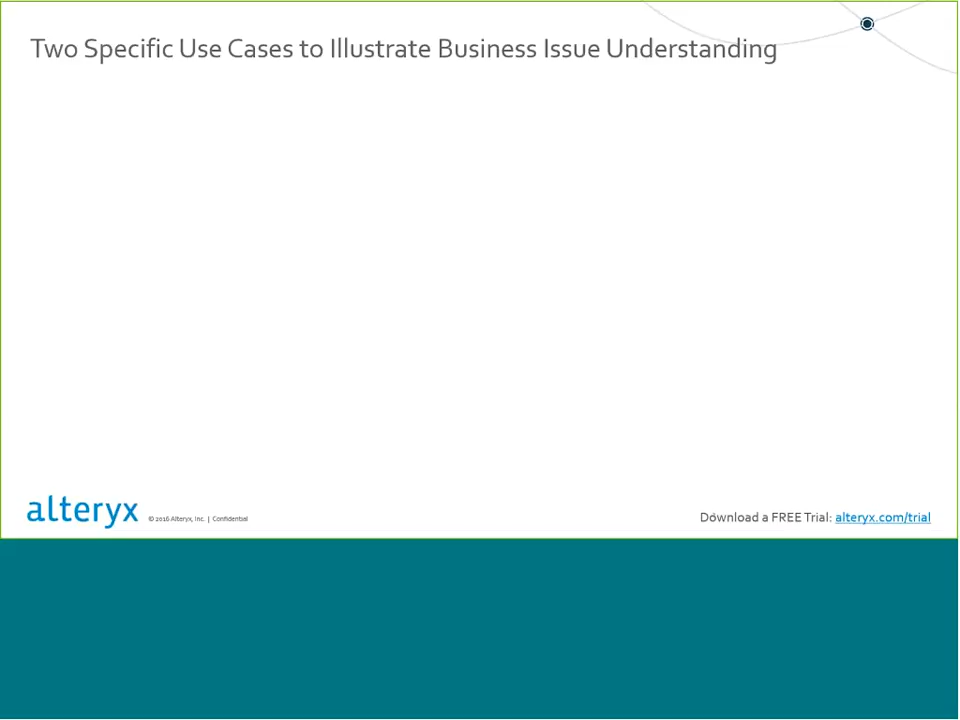 Two Specific Use Cases to Illustrate Business Issue Understanding
alteryx © 2016 Alteryx, Inc. | Confidential
Download a FREE Trial: alteryx.com/trial